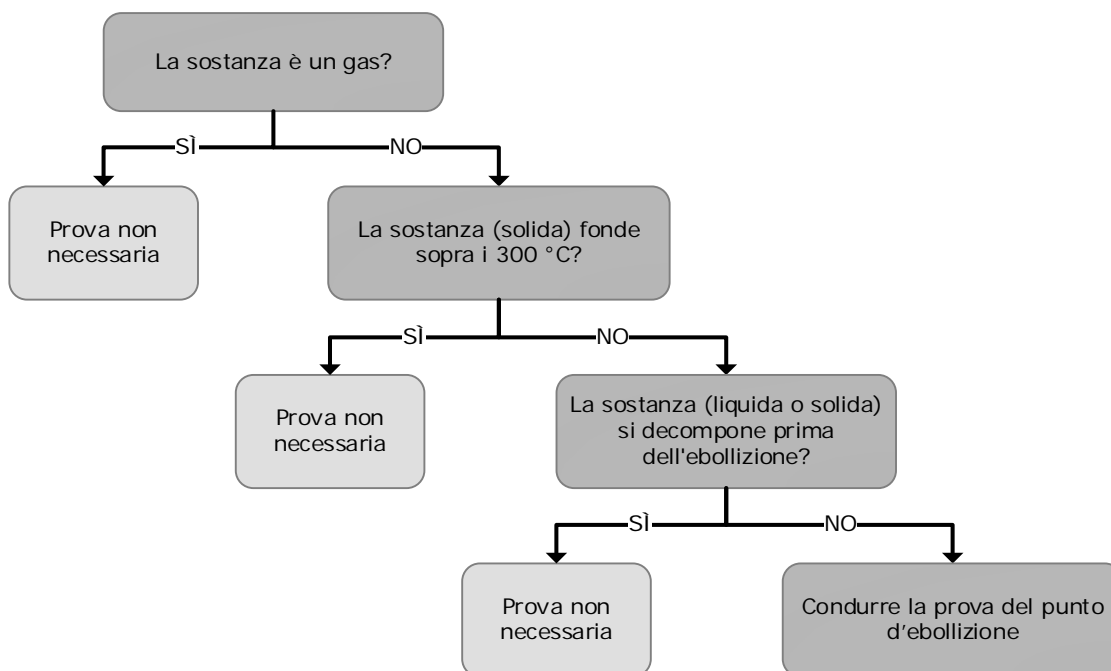 La sostanza è un gas?
SÌ
NO
Prova non
necessaria
La sostanza (solida) fonde
sopra i 300 °C?
SÌ
NO
Prova non
necessaria
La sostanza (liquida o solida)
si decompone prima
dell'ebollizione?
SÌ
NO
Prova non
necessaria
Condurre la prova del punto
d’ebollizione